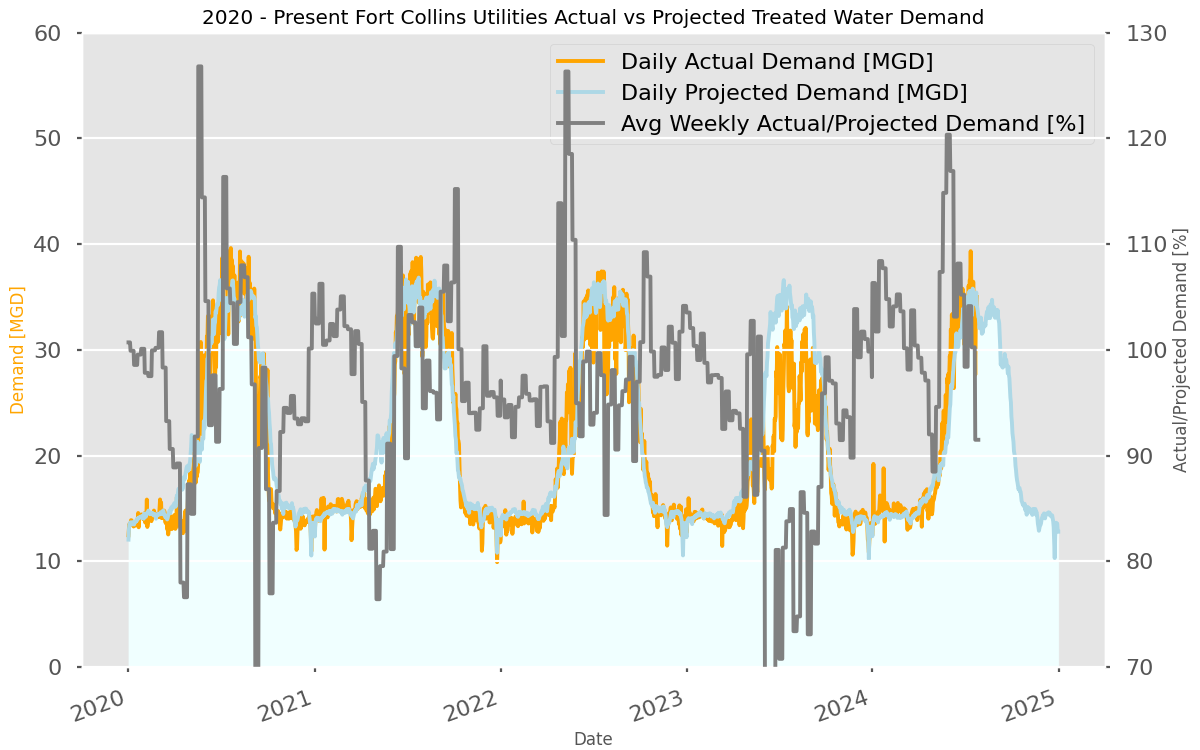 2020 - Present Fort Collins Utilities Actual vs Projected Treated Water Demand
60
50
40
30
20
10
0
Demand [MGD]
Daily Actual Demand [MGD]
Daily Projected Demand [MGD]
Avg Weekly Actual/Projected Demand [%]
130
120
110
100
90
80
70
Actual/Projected Demand [%]
2020
2021
2022
2023
2024
2025
Date